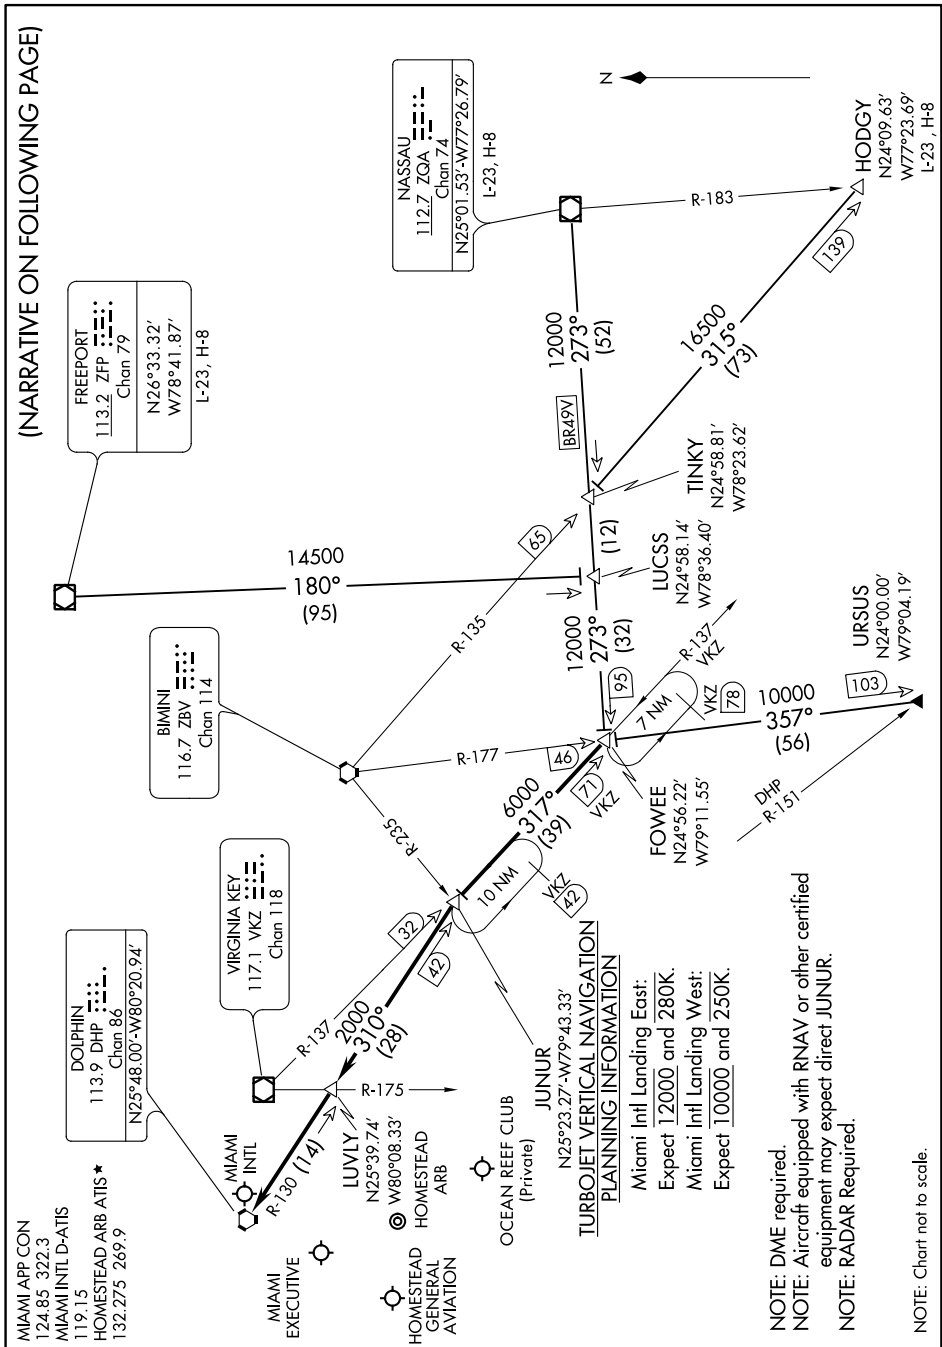 (NARRATIVE ON FOLLOWING PAGE)
MIAMI APP CON
124.85 322.3
MIAMI INTL D-ATIS
119.15
HOMESTEAD ARB ATIS★
132.275 269.9
DOLPHIN
113.9 DHP
Chan 86
N25°48.00'-W80°20.94'
VIRGINIA KEY
117.1 VKZ
Chan 118
BIMINI
116.7 ZBV
Chan 114
FREEPORT
113.2 ZFP
Chan 79
N26°33.32'
W78°41.87'
L-23, H-8
NASSAU
112.7 ZQA
Chan 74
N25°01.53'-W77°26.79'
L-23, H-8
N
MIAMI
INTL
R-130 (14)
LUVLY
N25°39.74'
W80°08.33'
R-175
R-137
2000
310°
(28)
32
42
R-235
10 NM
VKZ
42
JUNUR
N25°23.27'-W79°43.33'
6000
317°
(39)
R-177
46
71
VKZ
R-135
65
14500
180°
(95)
12000
273°
(32)
95
7 NM
R-137
VKZ
VKZ
78
FOWEE
N24°56.22'
W79°11.55'
10000
357°
(56)
103
URSUS
N24°00.00'
W79°04.19'
DHP
R-151
(12)
LUCSS
N24°58.14'
W78°36.40'
TINKY
N24°58.81'
W78°23.62'
BR49V
12000
273°
(52)
16500
315°
(73)
139
R-183
HODGY
N24°09.63'
W77°23.69'
L-23 , H-8
MIAMI
EXECUTIVE
HOMESTEAD
GENERAL
AVIATION
HOMESTEAD
ARB
OCEAN REEF CLUB
(Private)
TURBOJET VERTICAL NAVIGATION
PLANNING INFORMATION
Miami Intl Landing East:
Expect 12000 and 280K.
Miami Intl Landing West:
Expect 10000 and 250K.
NOTE: DME required.
NOTE: Aircraft equipped with RNAV or other certified
equipment may expect direct JUNUR.
NOTE: RADAR Required.
NOTE: Chart not to scale.